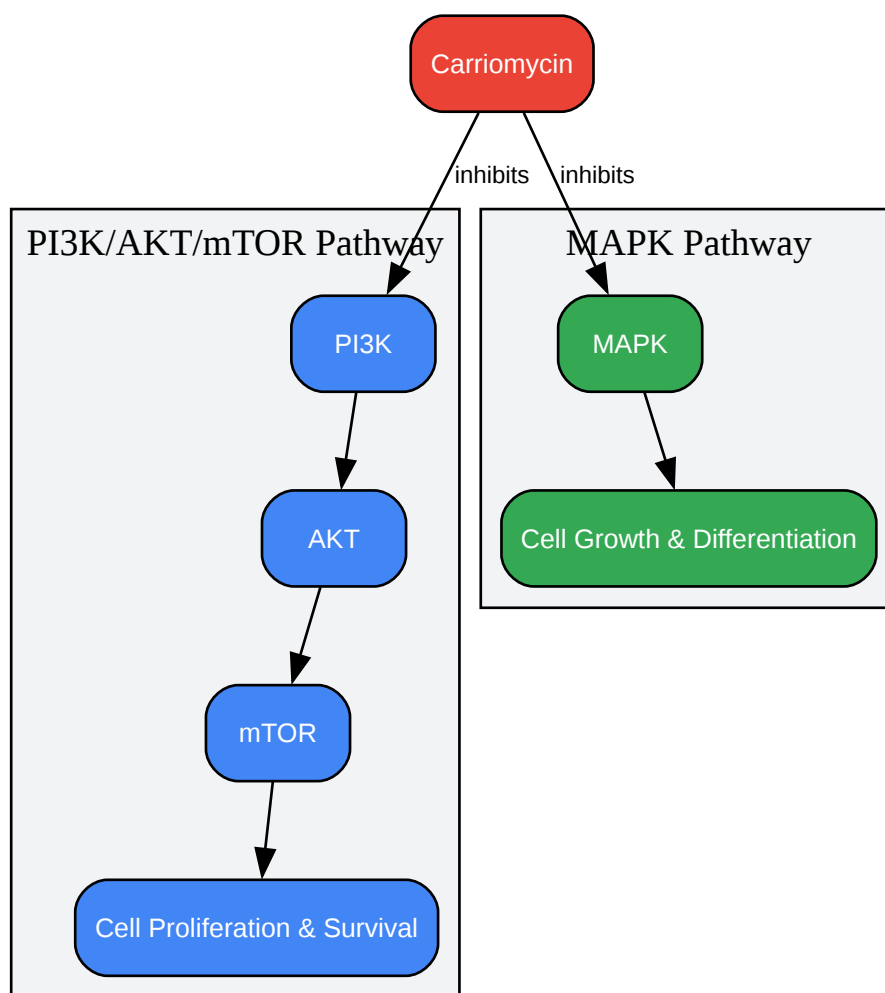 Carriomycin
inhibits
inhibits
PI3K/AKT/mTOR Pathway
MAPK Pathway
PI3K
MAPK
AKT
Cell Growth & Differentiation
mTOR
Cell Proliferation & Survival